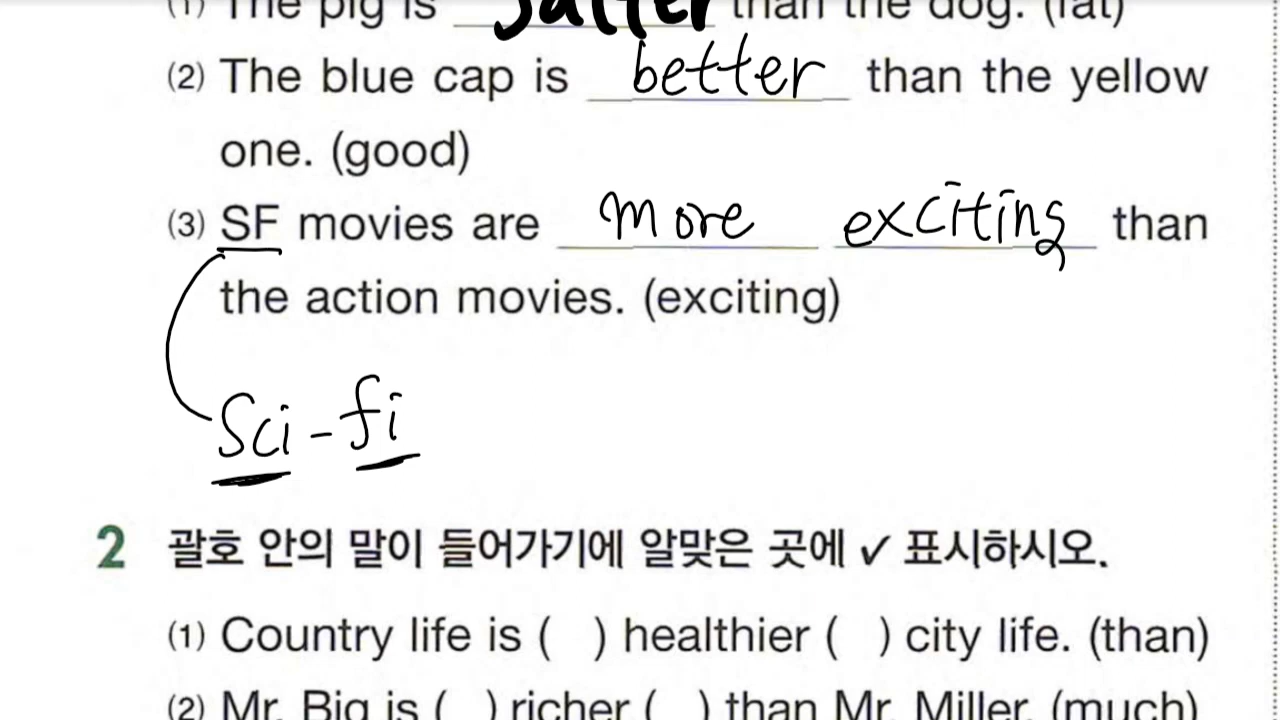 (1) The pig is fatter than the dog. (fat)
(2) The blue cap is better than the yellow
one. (good)
(3) SF movies are more exciting than
the action movies. (exciting)
Sci-fi
2 괄호 안의 말이 들어가기에 알맞은 곳에 ✓ 표시하시오.
(1) Country life is ( ) healthier ( ) city life. (than)
(2) Mr. Big is ( ) richer ( ) than Mr. Miller. (much)